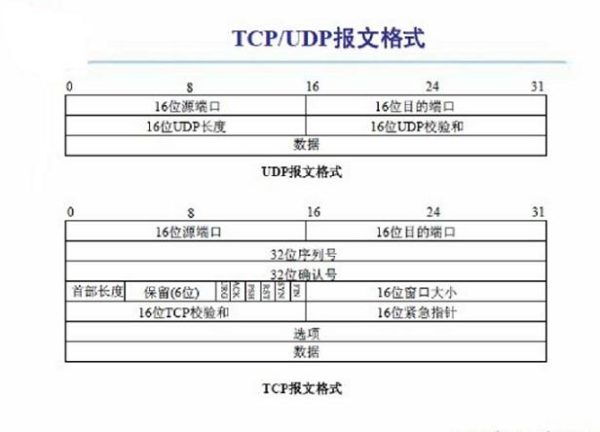 TCP/UDP报文格式
0 8 16 24 31
16位源端口 16位目的端口
16位UDP长度 16位UDP校验和
数据
UDP报文格式
0 8 16 24 31
16位源端口 16位目的端口
32位序列号
32位确认号
首部长度 保留(6位) URG ACK PSH RST SYN FIN 16位窗口大小
16位TCP校验和 16位紧急指针
选项
数据
TCP报文格式